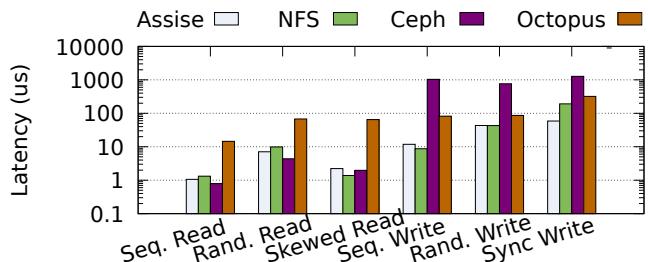 Assise NFS Ceph Octopus
Latency (us)
10000
1000
100
10
1
0.1
Seq. Read
Rand. Read
Skewed Read
Seq. Write
Rand. Write
Sync Write